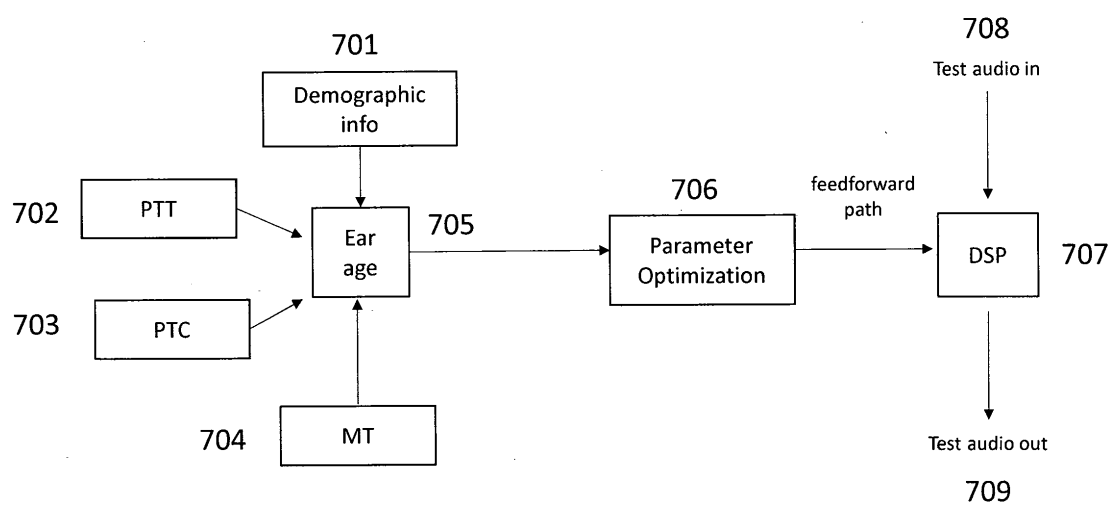 708
701
Test audio in
Demographic
info
706
feedforward
path
702
PTT
705
Ear
age
Parameter
Optimization
DSP
707
703
PTC
704
MT
Test audio out
709